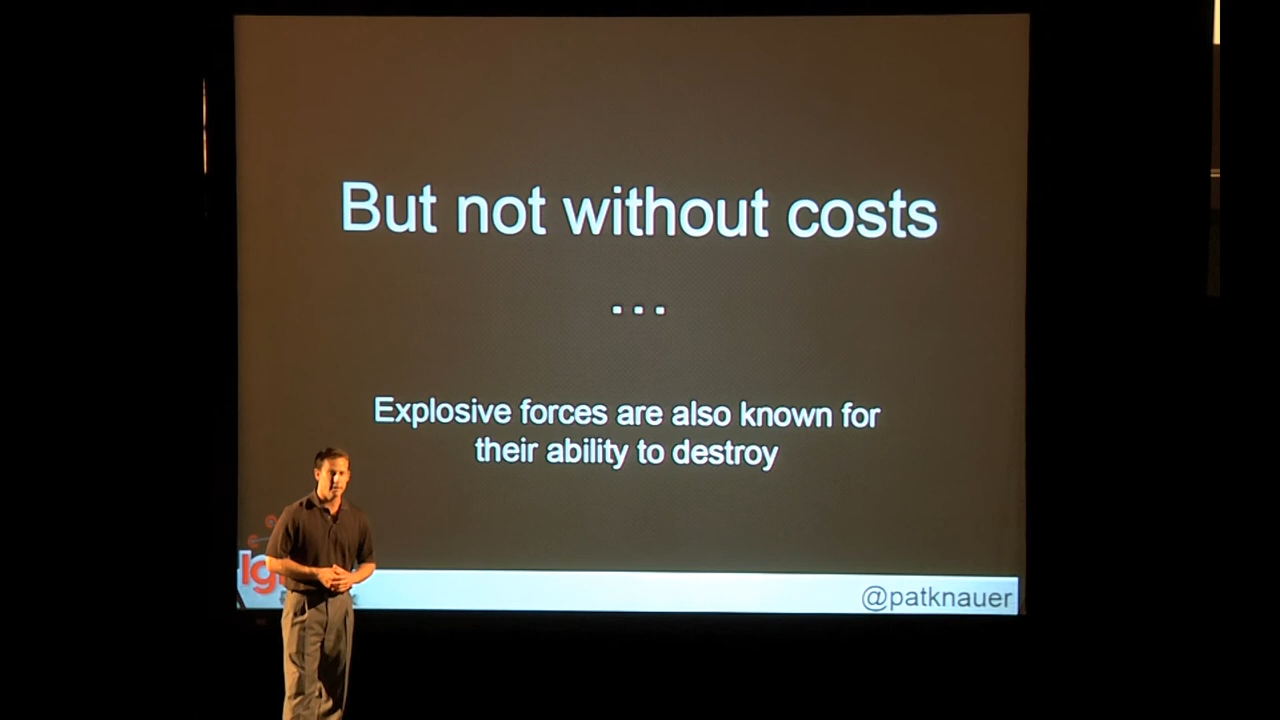 But not without costs
...
Explosive forces are also known for
their ability to destroy
@patknauer